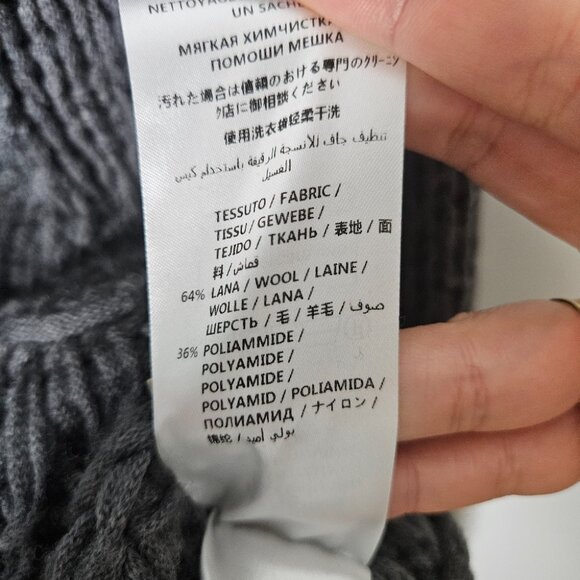 NETTOYAGE
UN SACHE
МЯГКАЯ ХИМЧИСТКА
ПОМОШИ МЕШКА
汚れた場合は信頼のおける専門のクリーニン
グ店に御相談ください
使用洗衣袋轻柔干洗
تنظيف جاف للأنسجة الرقيقة باستخدام كيس
الغسيل
TESSUTO / FABRIC /
TISSU / GEWEBE /
TEJIDO / ТКАНЬ / 表地 / 面
料 / قماش /
64% LANA / WOOL / LAINE /
WOLLE / LANA /
ШЕРСТЬ / 毛 / 羊毛 / صوف /
36% POLIAMMIDE /
POLYAMIDE /
POLYAMIDE /
POLYAMID / POLIAMIDA /
ПОЛИАМИД / ナイロン /
/ بولي أميد